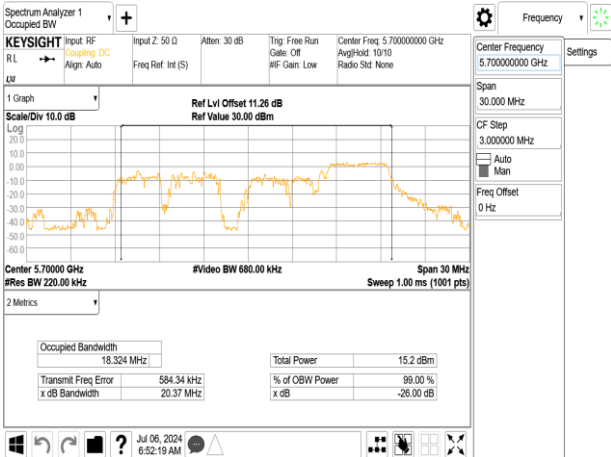 Spectrum Analyzer 1
Occupied BW
+
Frequency
KEYSIGHT
Input: RF
Coupling: DC
Align: Auto
Input Z: 50 Ω
Freq Ref: Int (S)
Atten: 30 dB
Trig: Free Run
Gate: Off
#IF Gain: Low
Center Freq: 5.700000000 GHz
Avg|Hold: 10/10
Radio Std: None
R L
LXI
Center Frequency
5.700000000 GHz
Settings
Span
30.000 MHz
CF Step
3.000000 MHz
Auto
Man
Freq Offset
0 Hz
1 Graph
Scale/Div 10.0 dB
Ref Lvl Offset 11.26 dB
Ref Value 30.00 dBm
Log
20.0
10.0
0.00
-10.0
-20.0
-30.0
-40.0
-50.0
-60.0
Center 5.70000 GHz
#Res BW 220.00 kHz
#Video BW 680.00 kHz
Span 30 MHz
Sweep 1.00 ms (1001 pts)
2 Metrics
Occupied Bandwidth
18.324 MHz
Total Power 15.2 dBm
Transmit Freq Error 584.34 kHz
% of OBW Power 99.00 %
x dB Bandwidth 20.37 MHz
x dB -26.00 dB
?
Jul 06, 2024
6:52:19 AM